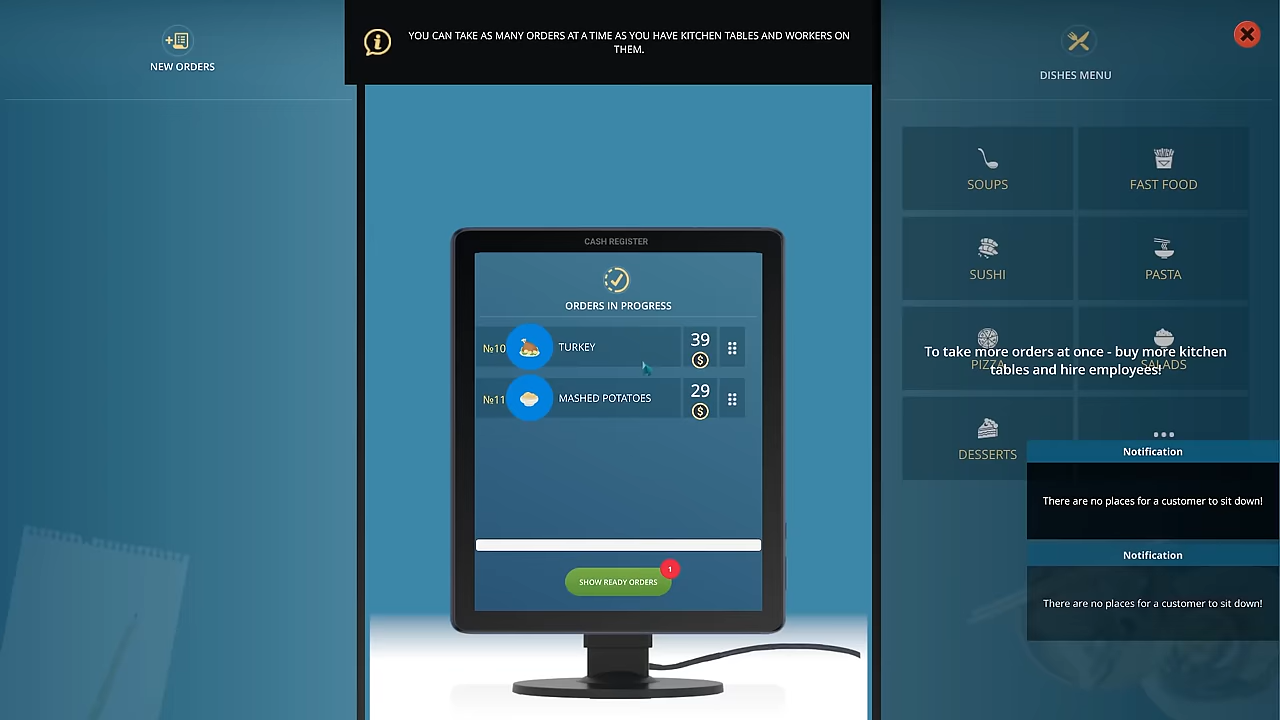 NEW ORDERS
YOU CAN TAKE AS MANY ORDERS AT A TIME AS YOU HAVE KITCHEN TABLES AND WORKERS ON
THEM.
DISHES MENU
SOUPS
FAST FOOD
SUSHI
PASTA
PIZZA
SALADS
To take more orders at once - buy more kitchen
tables and hire employees!
DESSERTS
...
CASH REGISTER
ORDERS IN PROGRESS
№10 TURKEY 39 $
№11 MASHED POTATOES 29 $
SHOW READY ORDERS 1
Notification
There are no places for a customer to sit down!
Notification
There are no places for a customer to sit down!